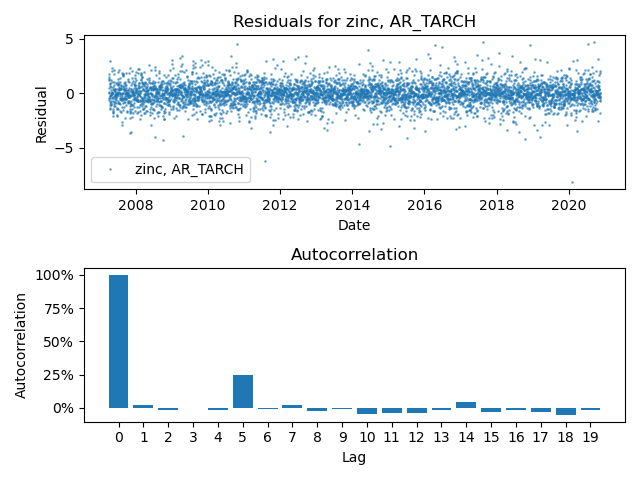 Residuals for zinc, AR_TARCH
Residual
5
0
−5
zinc, AR_TARCH
2008 2010 2012 2014 2016 2018 2020
Date
Autocorrelation
Autocorrelation
100%
75%
50%
25%
0%
0 1 2 3 4 5 6 7 8 9 10 11 12 13 14 15 16 17 18 19
Lag